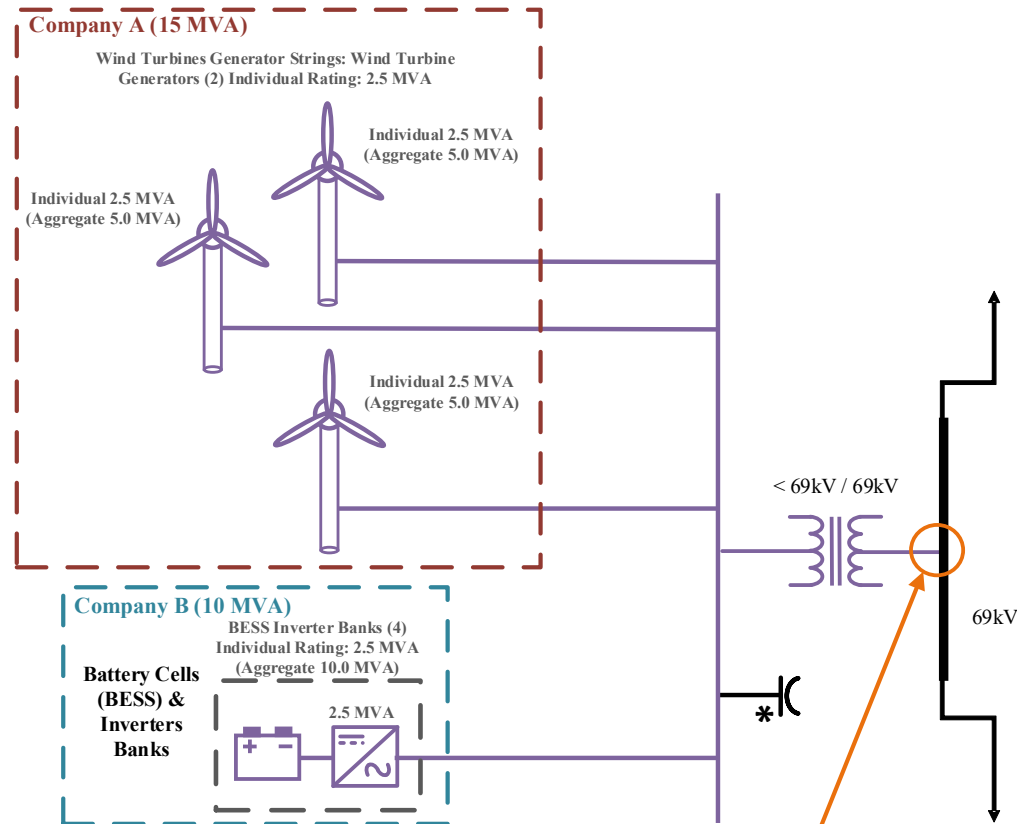 Company A (15 MVA)
Wind Turbines Generator Strings: Wind Turbine
Generators (2) Individual Rating: 2.5 MVA
Individual 2.5 MVA
(Aggregate 5.0 MVA)
Individual 2.5 MVA
(Aggregate 5.0 MVA)
Individual 2.5 MVA
(Aggregate 5.0 MVA)
< 69kV / 69kV
69kV
Company B (10 MVA)
BESS Inverter Banks (4)
Individual Rating: 2.5 MVA
(Aggregate 10.0 MVA)
Battery Cells
(BESS) &
Inverters
Banks
2.5 MVA
+ −
*